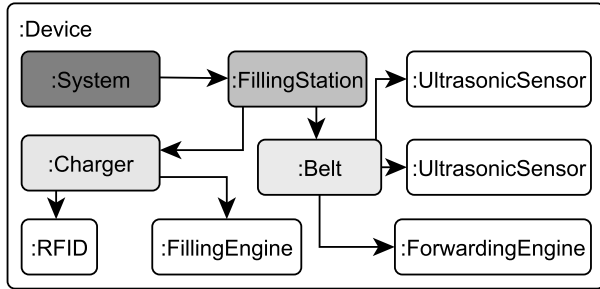 :Device
:System
:FillingStation
:UltrasonicSensor
:Charger
:Belt
:UltrasonicSensor
:RFID
:FillingEngine
:ForwardingEngine